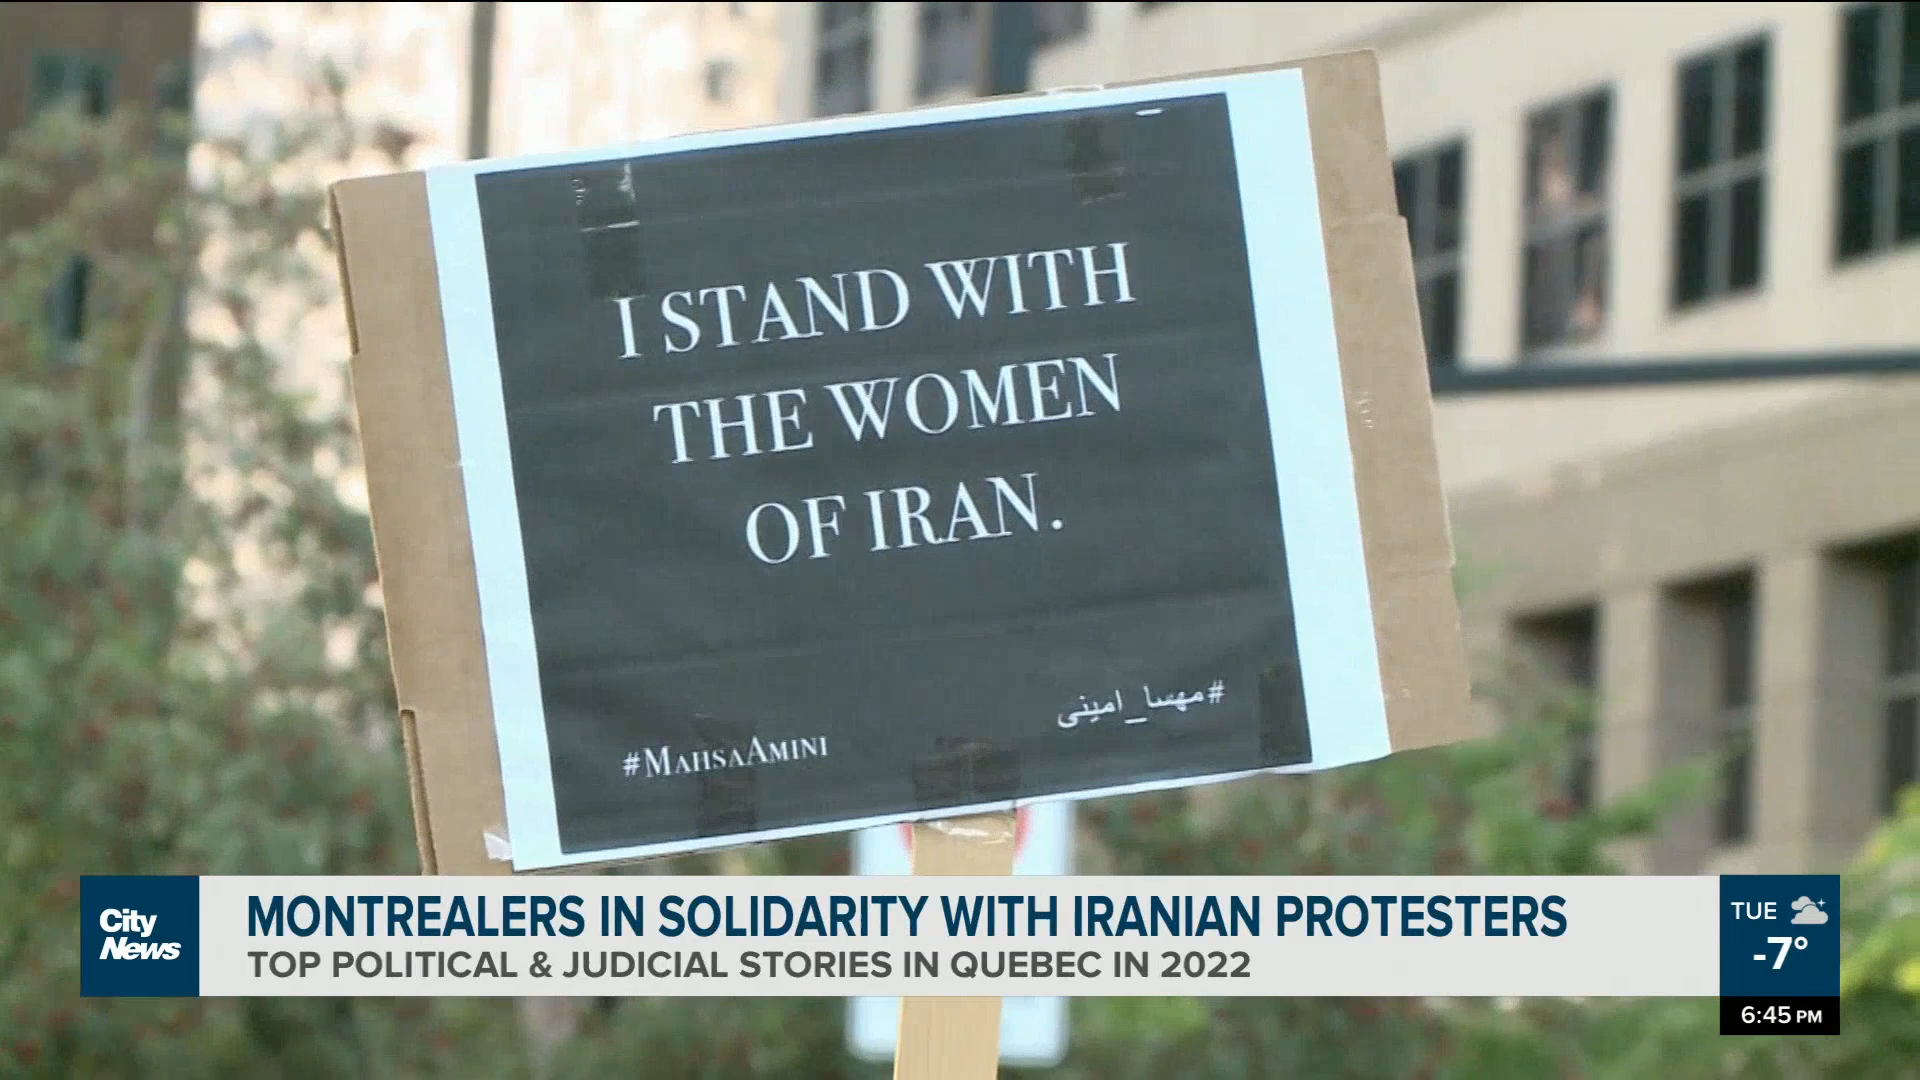 I STAND WITH
THE WOMEN
OF IRAN.
#MAHSAAMINI
#مهسا_امینی
City
News
MONTREALERS IN SOLIDARITY WITH IRANIAN PROTESTERS
TOP POLITICAL & JUDICIAL STORIES IN QUEBEC IN 2022
TUE
-7°
6:45 PM